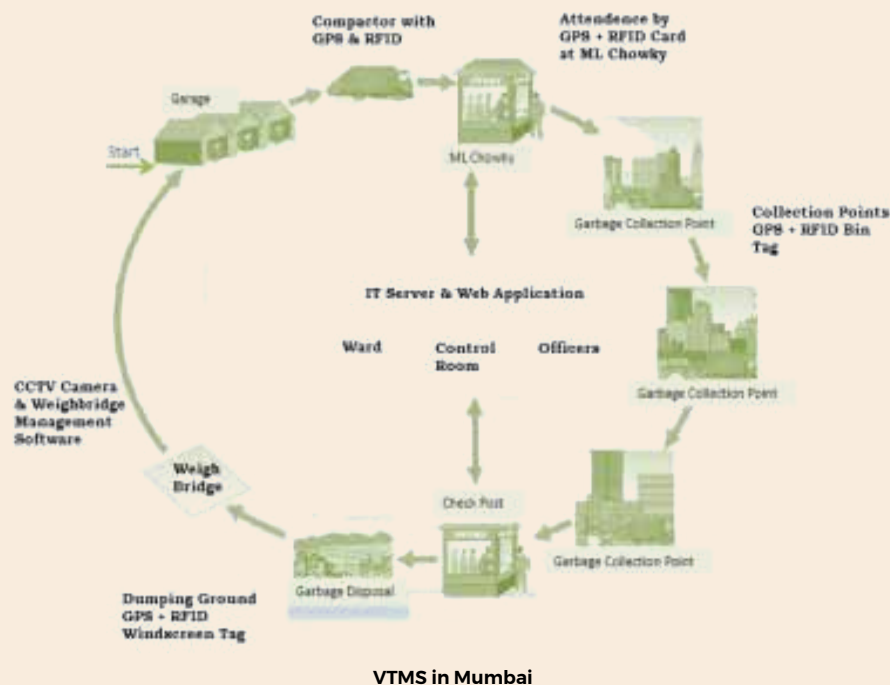 Compactor with
GPS & RFID
Attendence by
GPS + RFID Card
at ML Chowky
Garage
Start
ML Chowky
Garbage Collection Point
Collection Points
GPS + RFID Bin
Tag
IT Server & Web Application
Ward
Control
Room
Officers
Garbage Collection Point
CCTV Camera
& Weighbridge
Management
Software
Weigh
Bridge
Check Post
Garbage Collection Point
Garbage Disposal
Dumping Ground
GPS + RFID
Windscreen Tag
VTMS in Mumbai